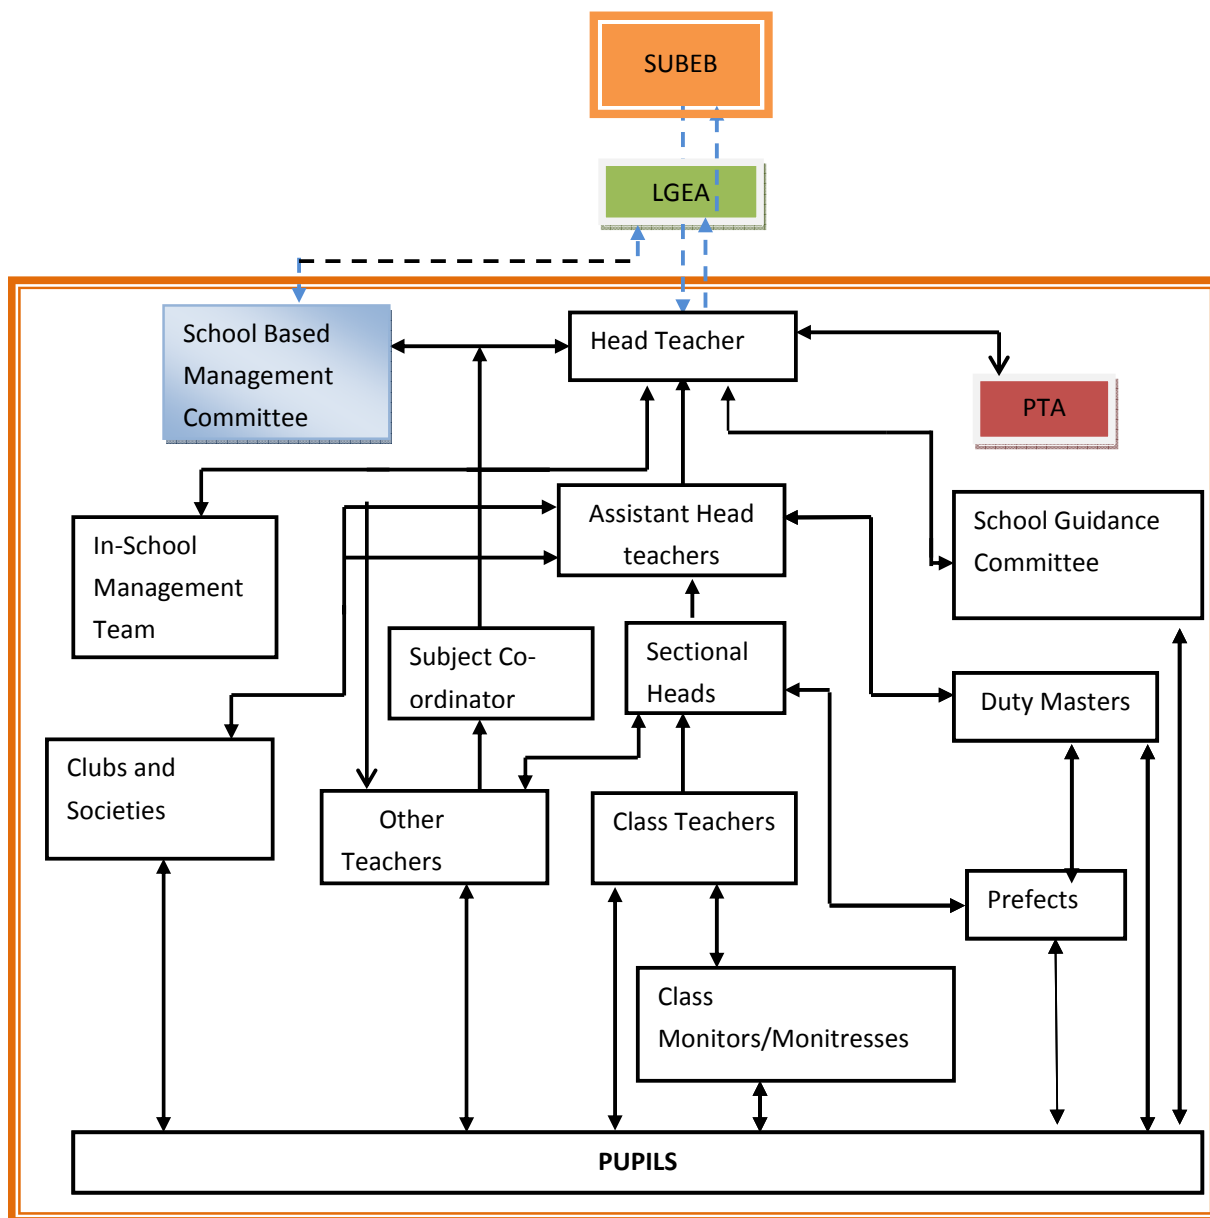 SUBEB
LGEA
School Based
Management
Committee
Head Teacher
PTA
In-School
Management
Team
Assistant Head
teachers
School Guidance
Committee
Subject Co-
ordinator
Sectional
Heads
Duty Masters
Clubs and
Societies
Other
Teachers
Class Teachers
Prefects
Class
Monitors/Monitresses
PUPILS